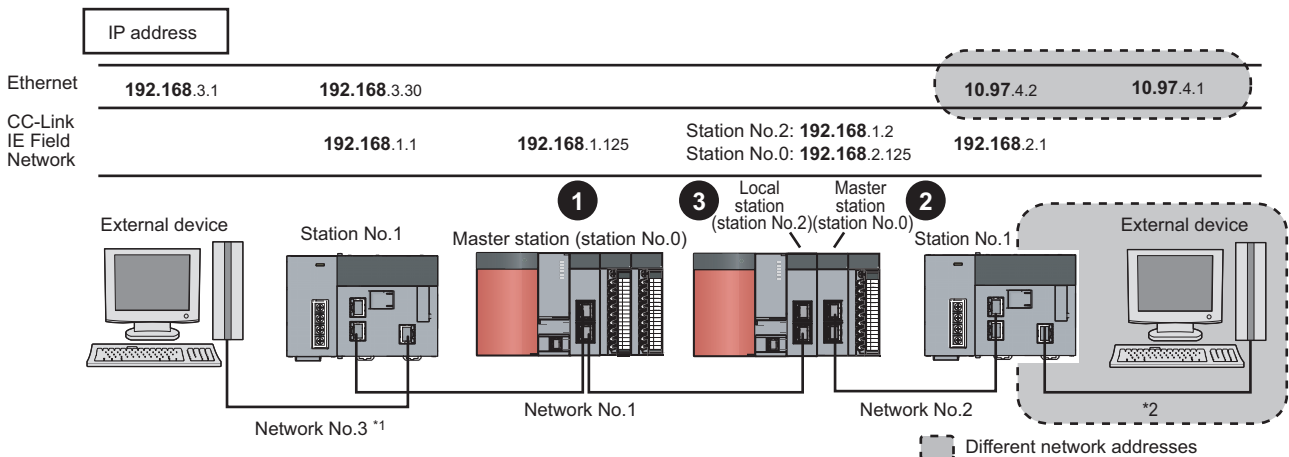 IP address
Ethernet
192.168.3.1
192.168.3.30
10.97.4.2
10.97.4.1
CC-Link
IE Field
Network
192.168.1.1
192.168.1.125
Station No.2: 192.168.1.2
Station No.0: 192.168.2.125
192.168.2.1
1
3
Local
station
(station No.2)
Master
station
(station No.0)
2
External device
Station No.1
Master station (station No.0)
Station No.1
External device
Network No.1
Network No.2
*2
Network No.3 *1
Different network addresses